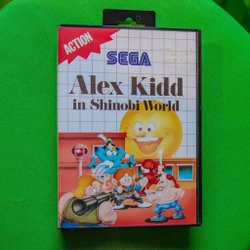 ACTION
SEGA
Alex Kidd
in Shinobi World